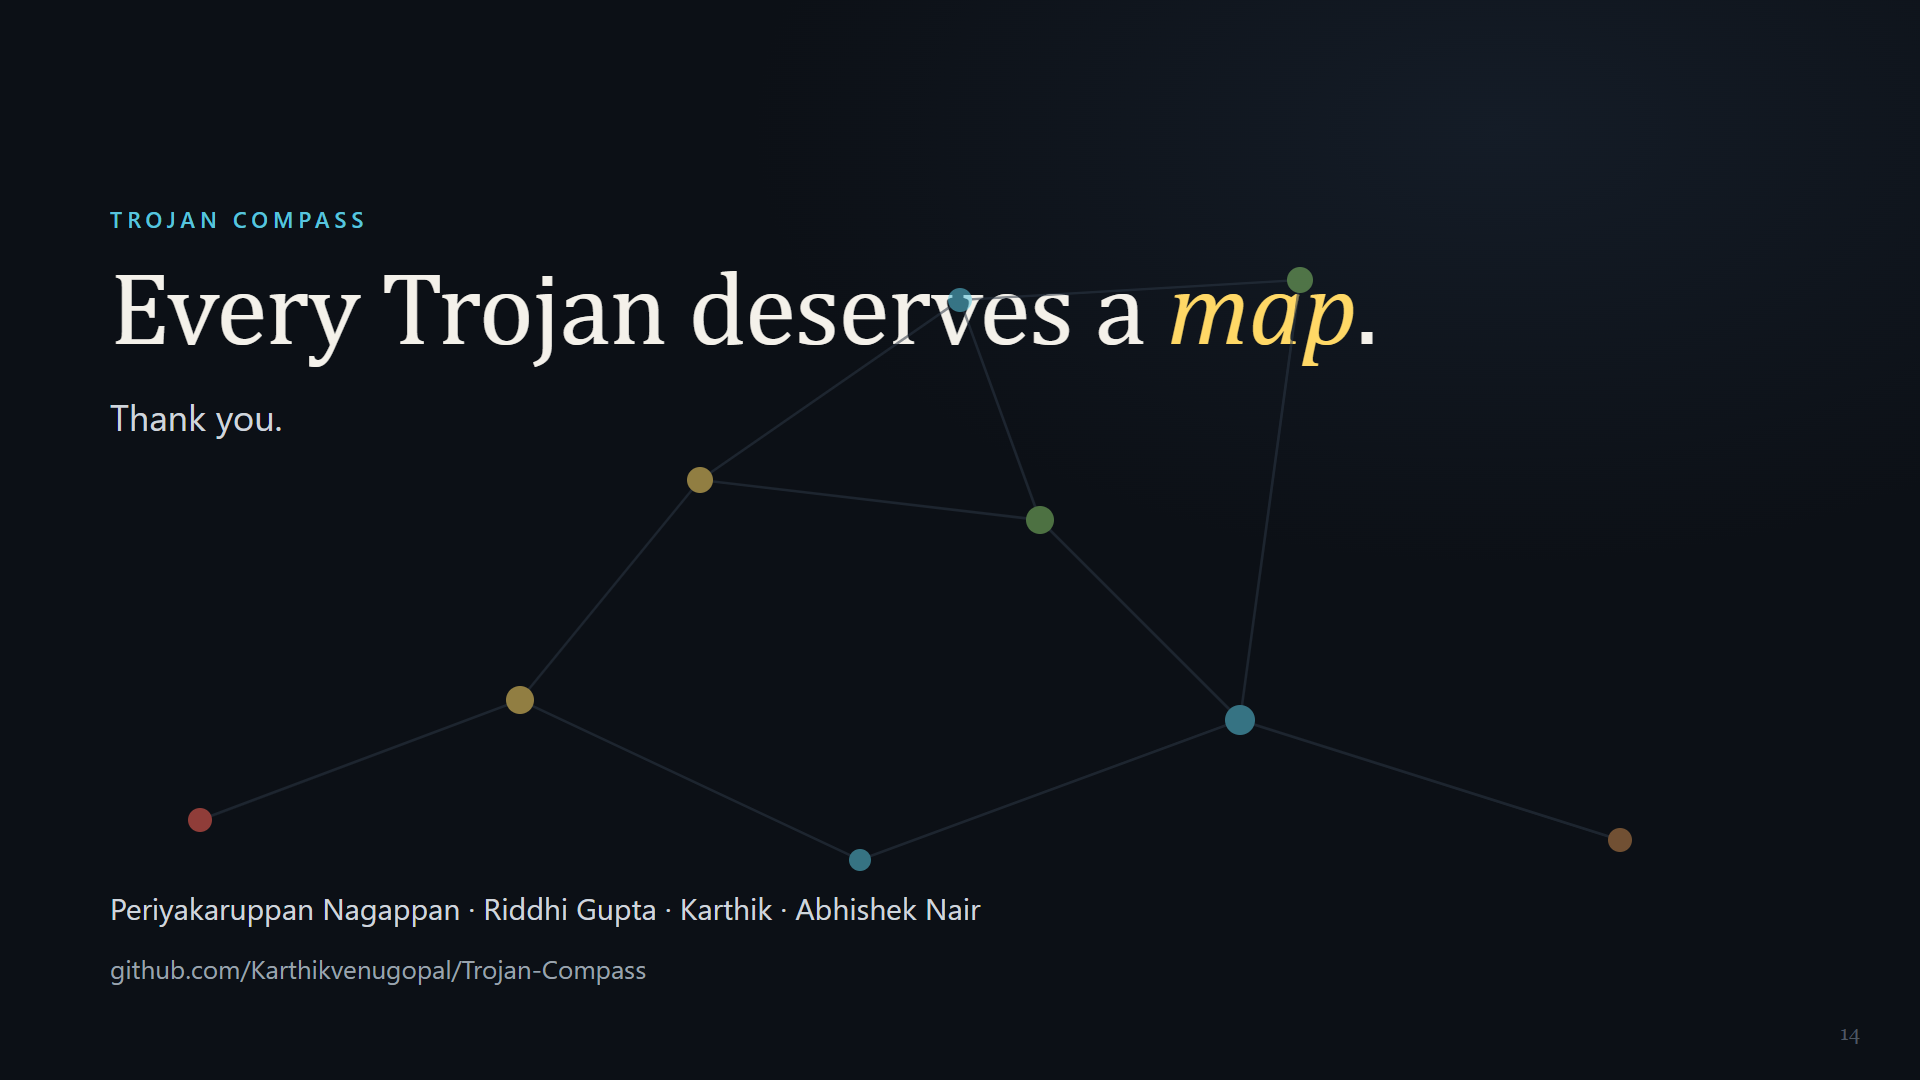 TROJAN COMPASS
Every Trojan deserves a map.
Thank you.
Periyakaruppan Nagappan · Riddhi Gupta · Karthik · Abhishek Nair
github.com/Karthikvenugopal/Trojan-Compass
14